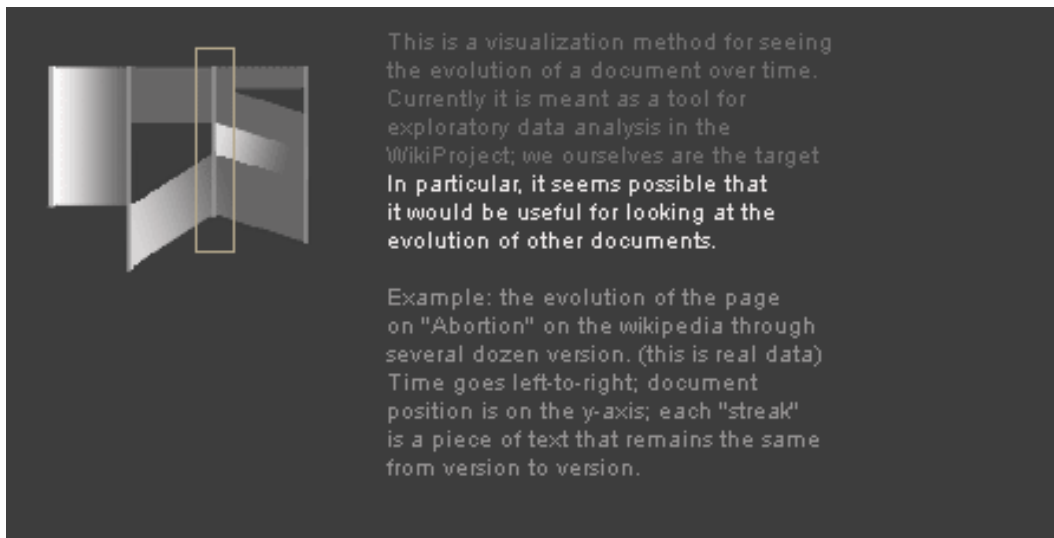 This is a visualization method for seeing
the evolution of a document over time.
Currently it is meant as a tool for
exploratory data analysis in the
WikiProject; we ourselves are the target
In particular, it seems possible that
it would be useful for looking at the
evolution of other documents.
Example: the evolution of the page
on "Abortion" on the wikipedia through
several dozen version. (this is real data)
Time goes left-to-right; document
position is on the y-axis; each "streak"
is a piece of text that remains the same
from version to version.